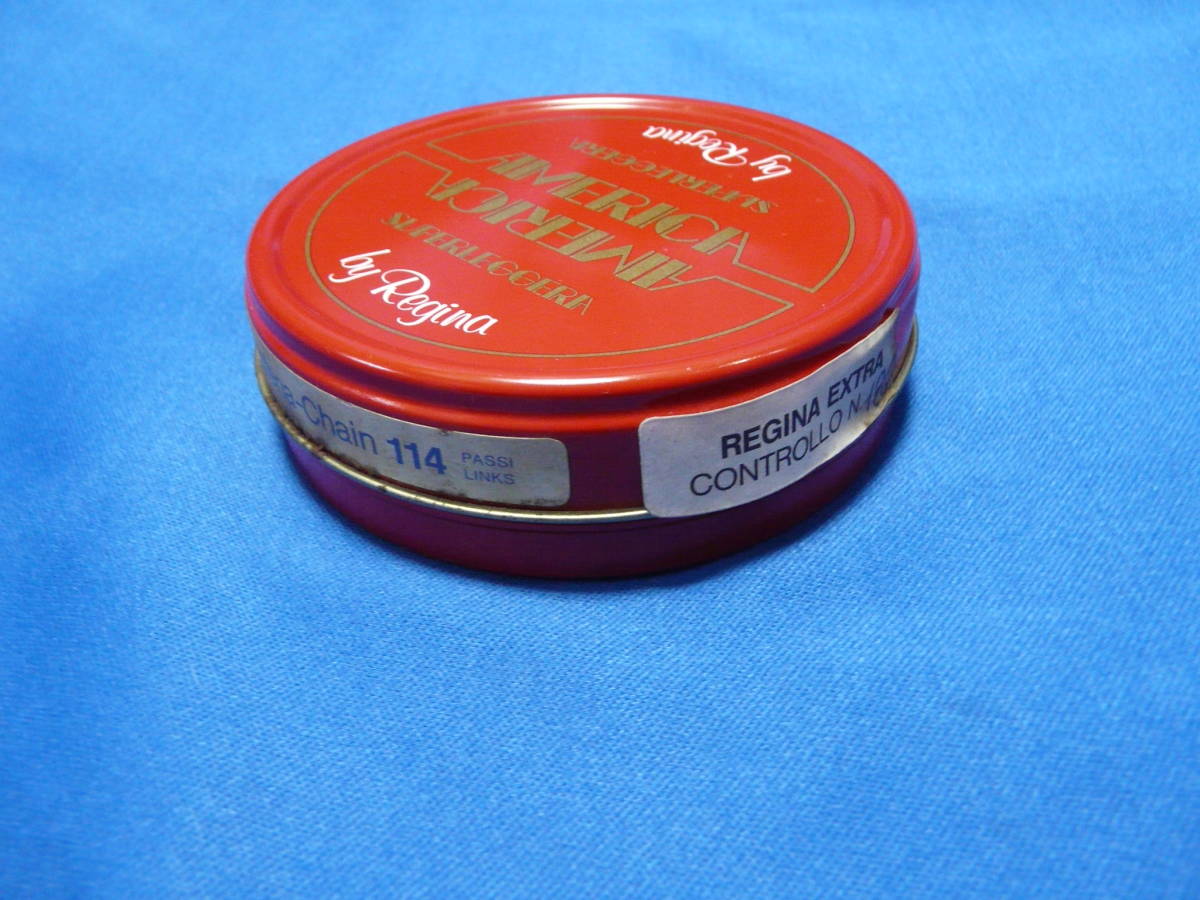 by Regina
SUPERLEGGERA
AMERICA
AMERICA
SUPERLEGGERA
by Regina
-Chain 114 PASSI
LINKS
REGINA EXTRA
CONTROLLO N.